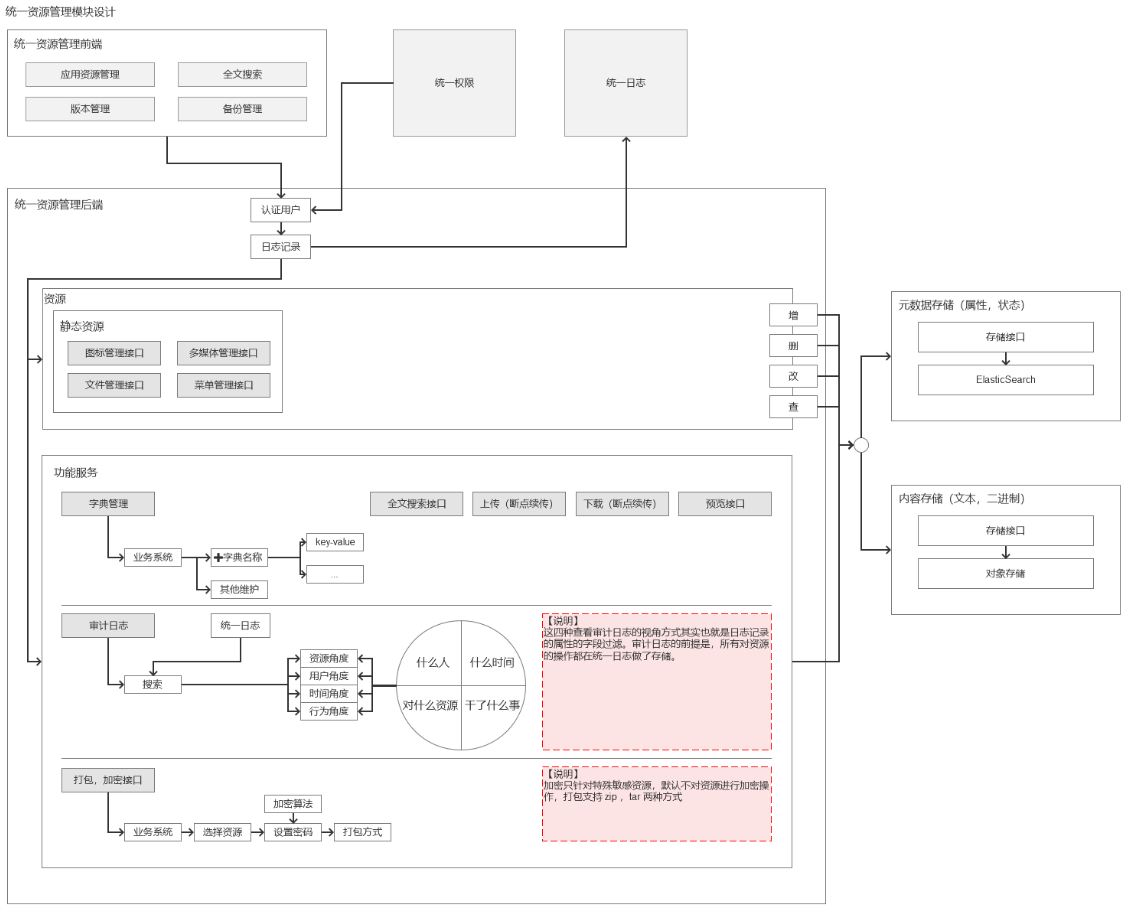 统一资源管理模块设计
统一资源管理前端
应用资源管理
全文搜索
版本管理
备份管理
统一权限
统一日志
统一资源管理后端
认证用户
日志记录
资源
静态资源
图标管理接口
多媒体管理接口
文件管理接口
菜单管理接口
增
删
改
查
元数据存储（属性，状态）
存储接口
ElasticSearch
内容存储（文本，二进制）
存储接口
对象存储
功能服务
字典管理
全文搜索接口
上传（断点续传）
下载（断点续传）
预览接口
业务系统
字典名称
key-value
...
其他维护
审计日志
统一日志
搜索
资源角度
用户角度
时间角度
行为角度
什么人
什么时间
对什么资源
干了什么事
【说明】
这四种查看审计日志的视角方式其实也就是日志记录
的属性的字段过滤。审计日志的前提是，所有对资源
的操作都在统一日志做了存储。
打包，加密接口
业务系统
选择资源
加密算法
设置密码
打包方式
【说明】
加密只针对特殊敏感资源，默认不对资源进行加密操
作，打包支持 zip ，tar 两种方式